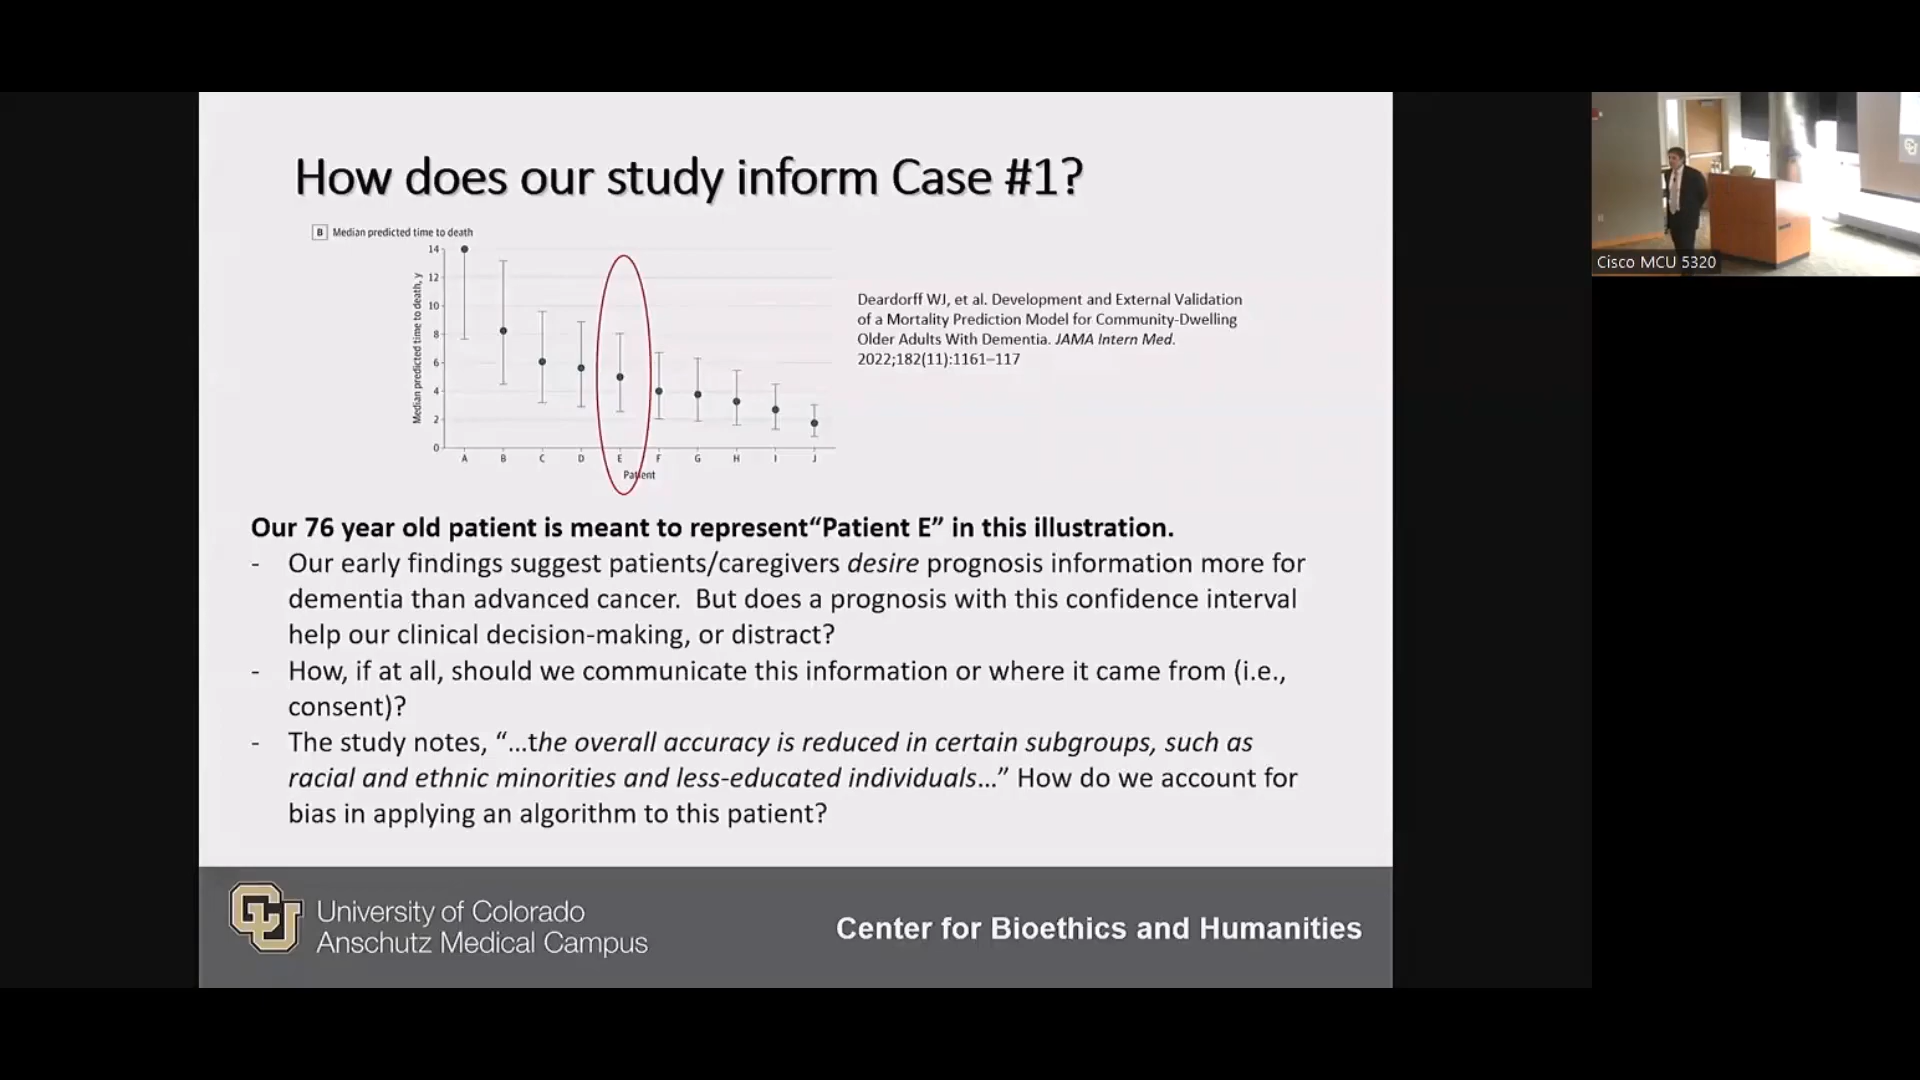 How does our study inform Case #1?
B Median predicted time to death
Median predicted time to death, y
14
12
10
8
6
4
2
0
A B C D E F G H I J
Patient
Deardorff WJ, et al. Development and External Validation
of a Mortality Prediction Model for Community-Dwelling
Older Adults With Dementia. JAMA Intern Med.
2022;182(11):1161–117
Our 76 year old patient is meant to represent“Patient E” in this illustration.
- Our early findings suggest patients/caregivers desire prognosis information more for
dementia than advanced cancer. But does a prognosis with this confidence interval
help our clinical decision-making, or distract?
- How, if at all, should we communicate this information or where it came from (i.e.,
consent)?
- The study notes, “…the overall accuracy is reduced in certain subgroups, such as
racial and ethnic minorities and less-educated individuals…” How do we account for
bias in applying an algorithm to this patient?
CU
University of Colorado
Anschutz Medical Campus
Center for Bioethics and Humanities
Cisco MCU 5320